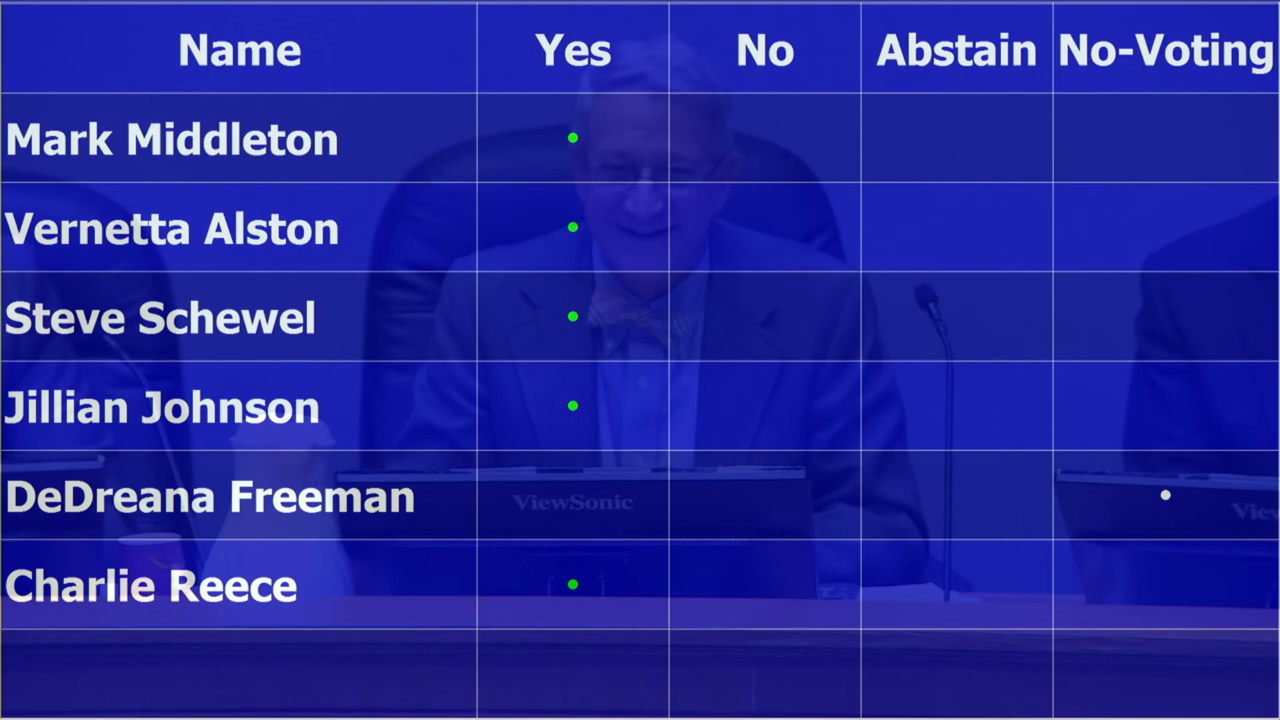 Name Yes No Abstain No-Voting
Mark Middleton
Vernetta Alston
Steve Schewel
Jillian Johnson
DeDreana Freeman
ViewSonic
View
Charlie Reece